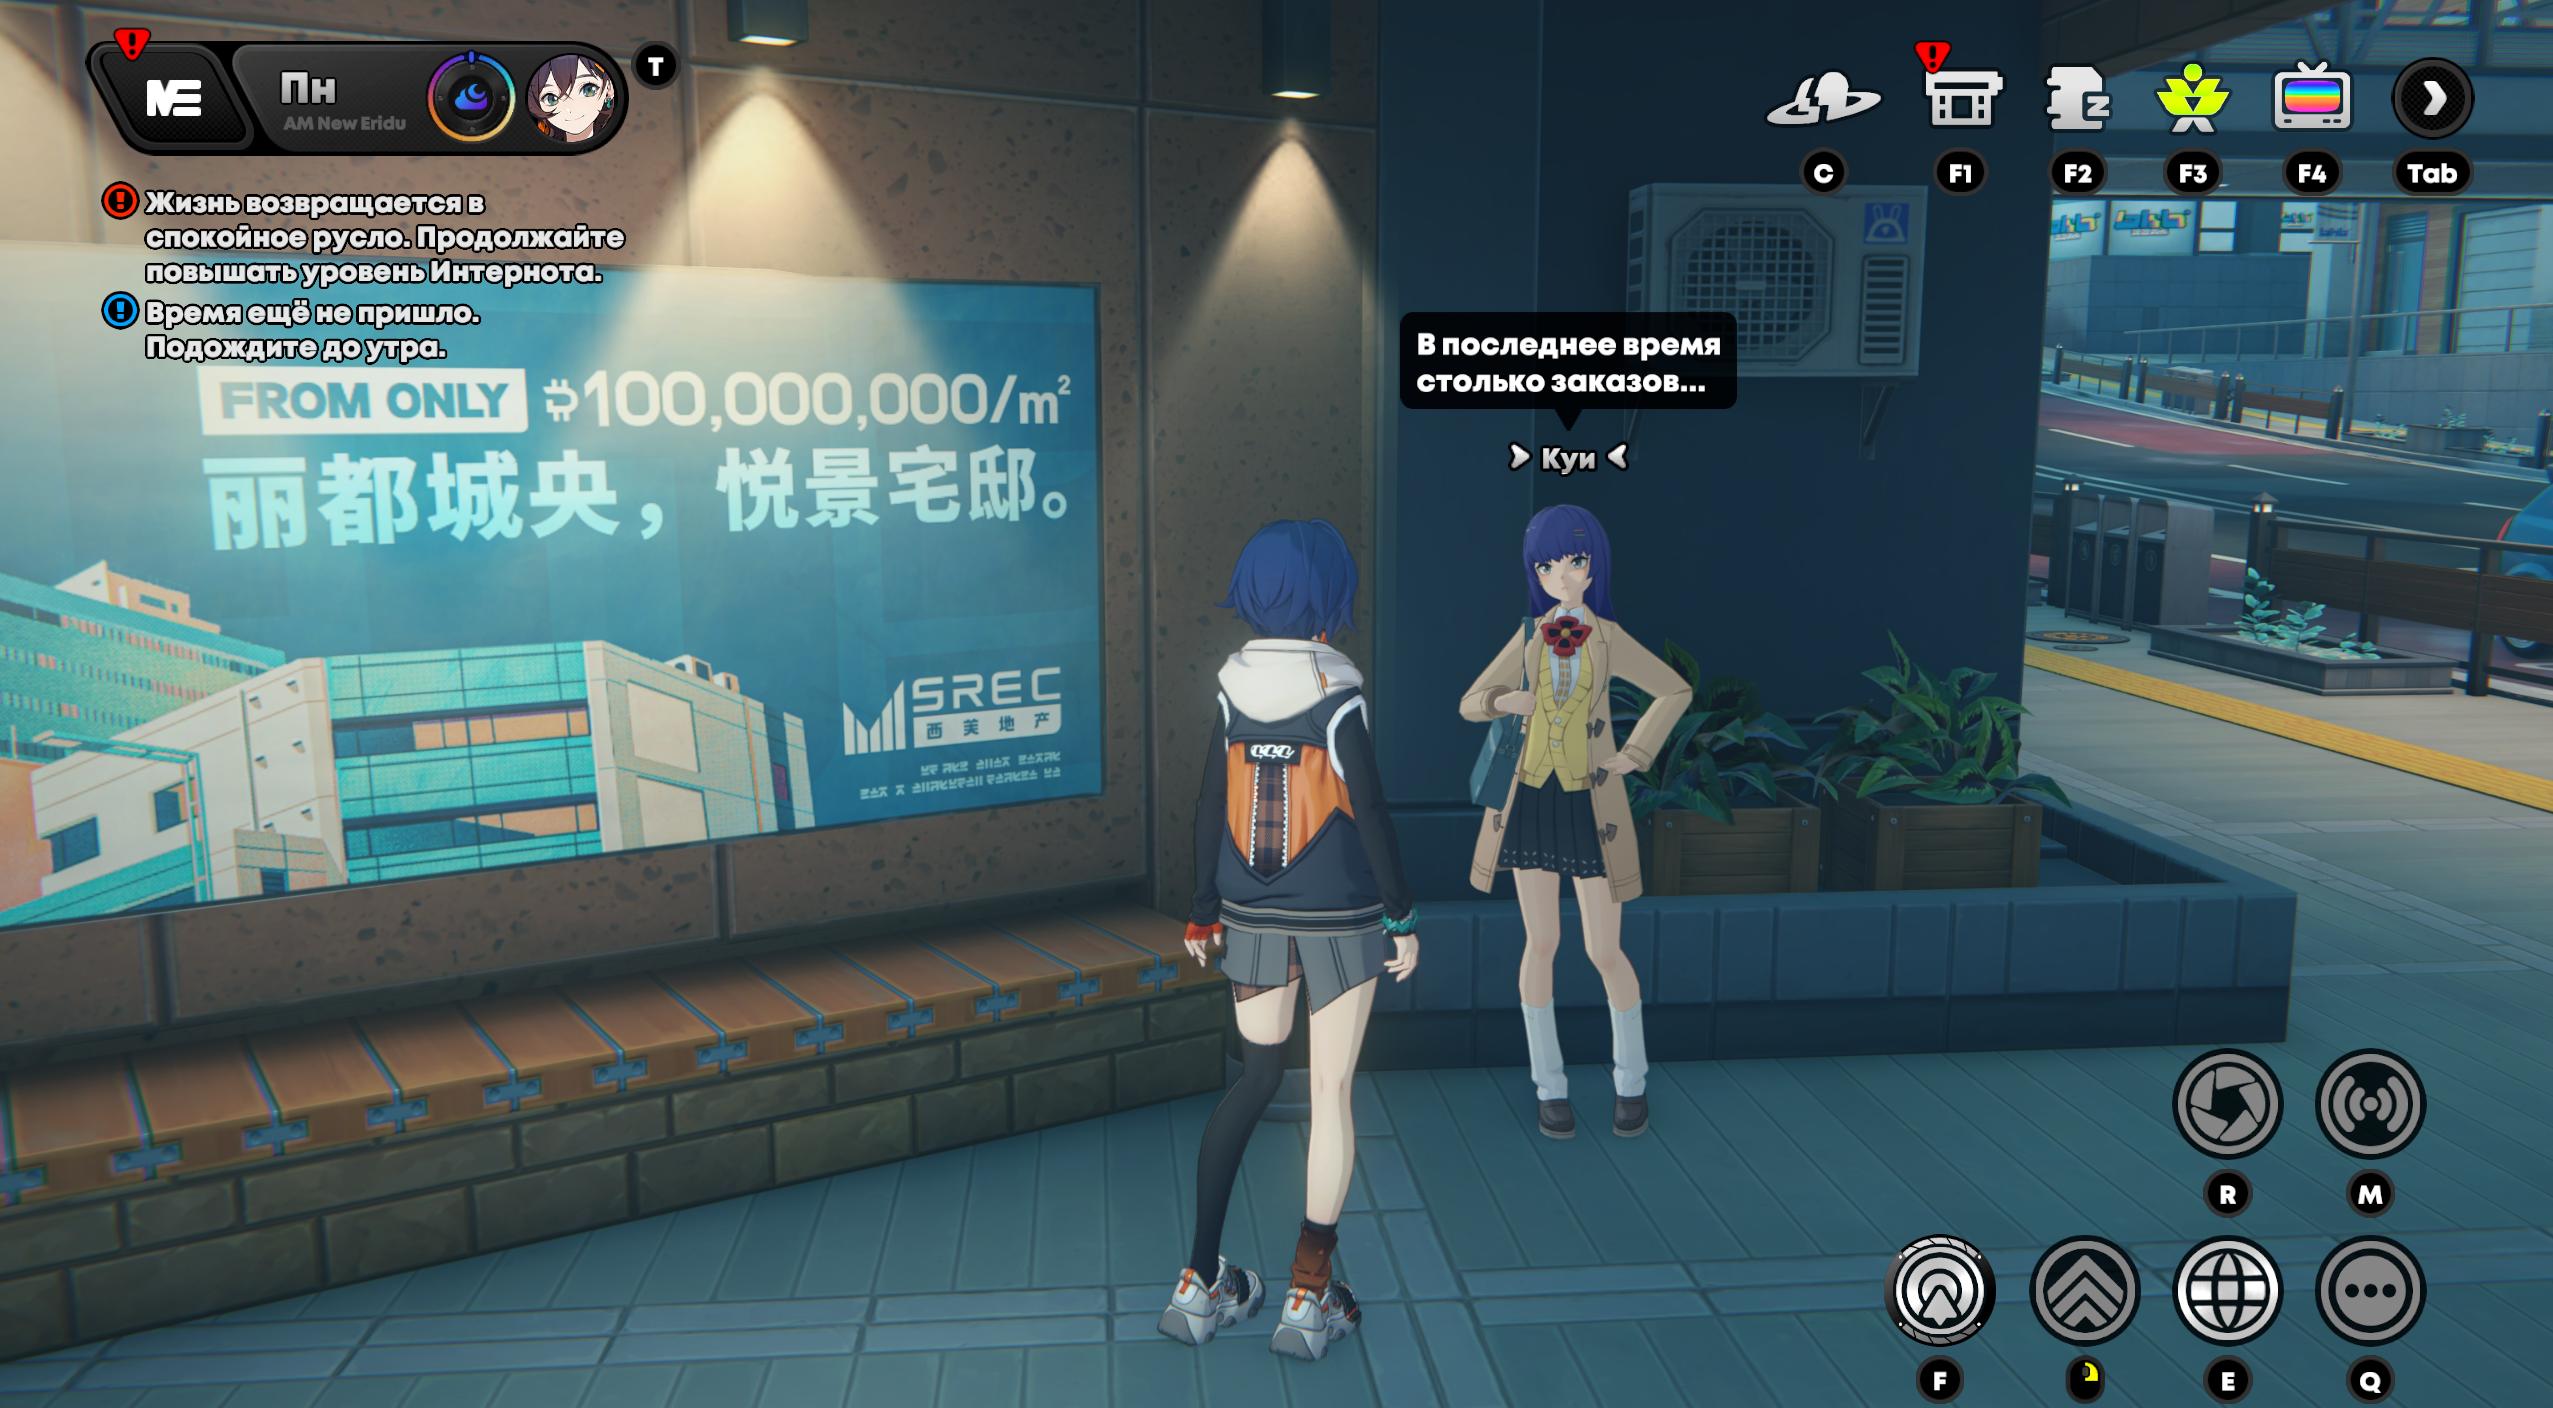 Пн
AM New Eridu
T
C
F1
F2
F3
F4
Tab
Жизнь возвращается в
спокойное русло. Продолжайте
повышать уровень Интернота.
Время ещё не пришло.
Подождите до утра.
FROM ONLY 100,000,000/m²
丽都城央，悦景宅邸。
SREC
西芙地产
В последнее время
столько заказов...
Куи
R
M
F
E
Q